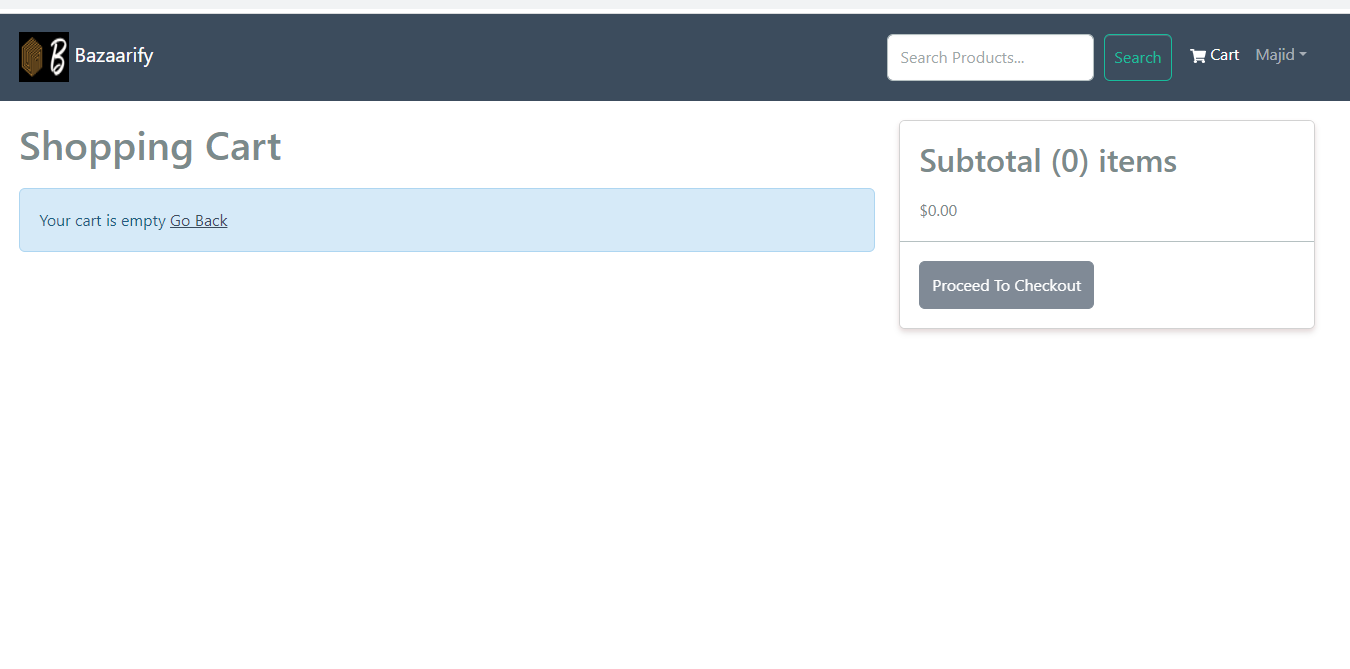 B Bazaarify
Search Products...
Search
Cart
Majid
Shopping Cart
Your cart is empty Go Back
Subtotal (0) items
$0.00
Proceed To Checkout